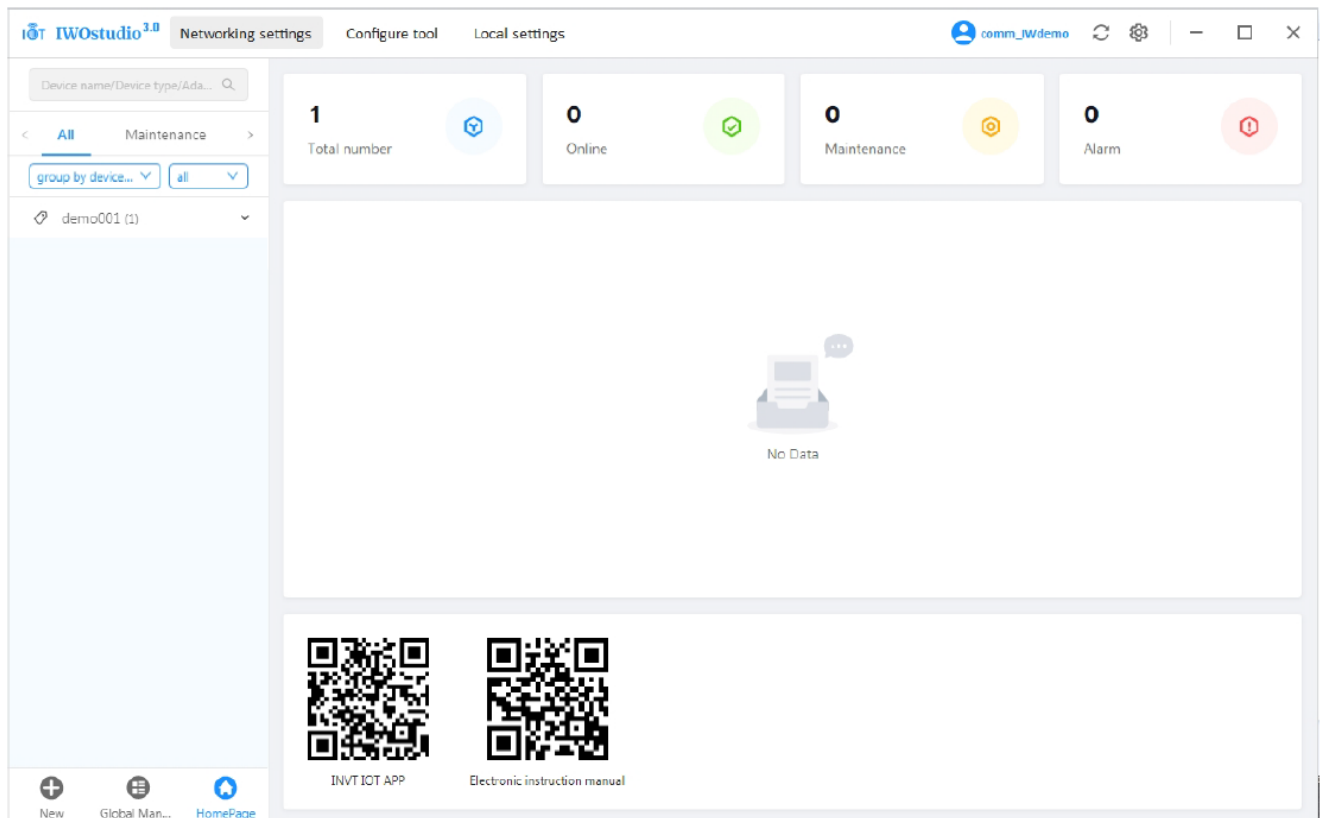 IOT IWOstudio3.0 Networking settings Configure tool Local settings comm_IWdemo
Device name/Device type/Ada...
All Maintenance
group by device... all
demo001 (1)
1
Total number
0
Online
0
Maintenance
0
Alarm
No Data
INVT IOT APP
Electronic instruction manual
New Global Man... HomePage